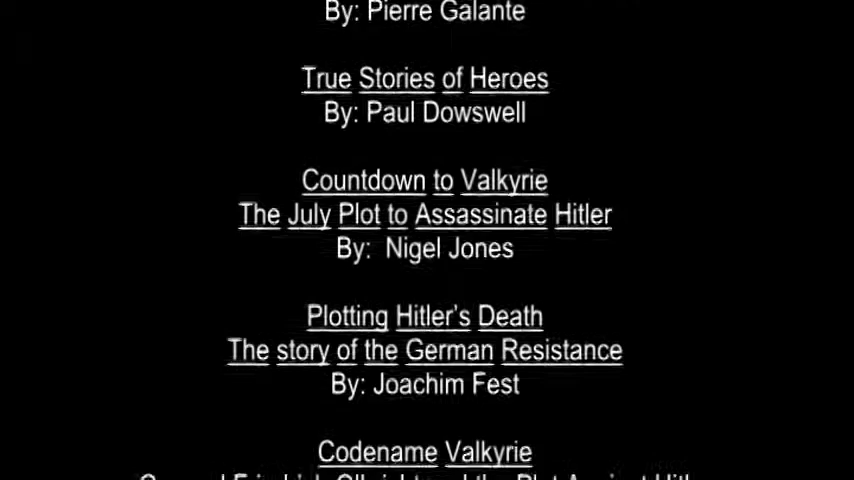 By: Pierre Galante
True Stories of Heroes
By: Paul Dowswell
Countdown to Valkyrie
The July Plot to Assassinate Hitler
By: Nigel Jones
Plotting Hitler's Death
The story of the German Resistance
By: Joachim Fest
Codename Valkyrie